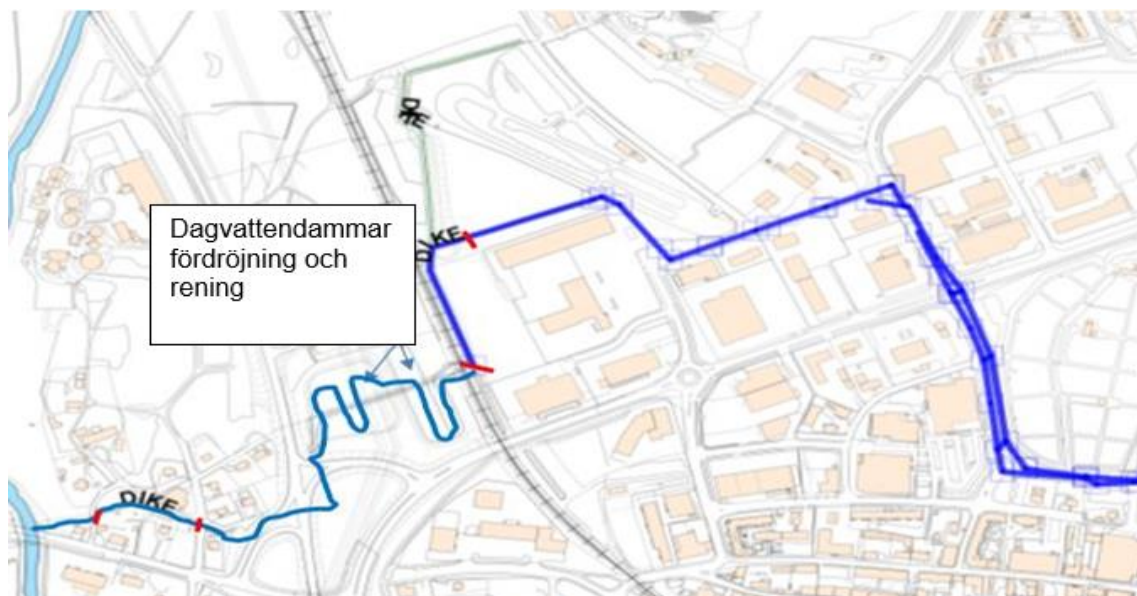 DIKE
DIKE
Dagvattendammar
fördröjning och
rening
DIKE